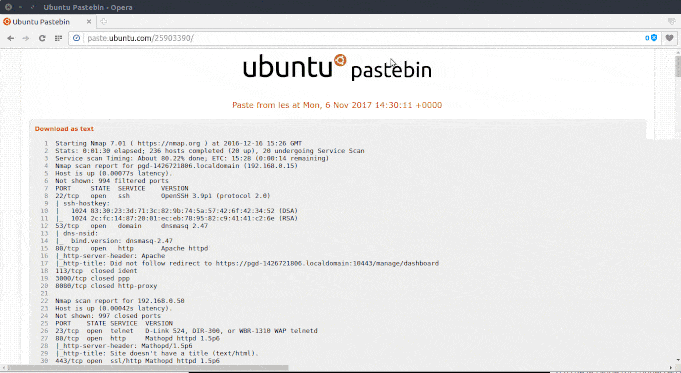 Ubuntu Pastebin - Opera
Ubuntu Pastebin
paste.ubuntu.com/25903390/
0
ubuntu pastebin
Paste from les at Mon, 6 Nov 2017 14:30:11 +0000
Download as text
1 Starting Nmap 7.01 ( https://nmap.org ) at 2016-12-16 15:26 GMT
2 Stats: 0:01:30 elapsed; 236 hosts completed (20 up), 20 undergoing Service Scan
3 Service scan Timing: About 80.22% done; ETC: 15:28 (0:00:14 remaining)
4 Nmap scan report for pgd-1426721806.localdomain (192.168.0.15)
5 Host is up (0.00077s latency).
6 Not shown: 994 filtered ports
7 PORT STATE SERVICE VERSION
8 22/tcp open ssh OpenSSH 3.9p1 (protocol 2.0)
9 | ssh-hostkey:
10 | 1024 83:30:23:3d:71:3c:82:9b:74:5a:57:42:6f:42:34:52 (DSA)
11 |_ 1024 2c:fc:14:87:20:01:ec:eb:78:95:82:c9:41:41:c2:6e (RSA)
12 53/tcp open domain dnsmasq 2.47
13 | dns-nsid:
14 |_ bind.version: dnsmasq-2.47
15 80/tcp open http Apache httpd
16 |_http-server-header: Apache
17 |_http-title: Did not follow redirect to https://pgd-1426721806.localdomain:10443/manage/dashboard
18 113/tcp closed ident
19 3000/tcp closed ppp
20 8080/tcp closed http-proxy
21
22 Nmap scan report for 192.168.0.50
23 Host is up (0.00042s latency).
24 Not shown: 997 closed ports
25 PORT STATE SERVICE VERSION
26 23/tcp open telnet D-Link 524, DIR-300, or WBR-1310 WAP telnetd
27 80/tcp open http Mathopd httpd 1.5p6
28 |_http-server-header: Mathopd/1.5p6
29 |_http-title: Site doesn't have a title (text/html).
30 443/tcp open ssl/http Mathopd httpd 1.5p6